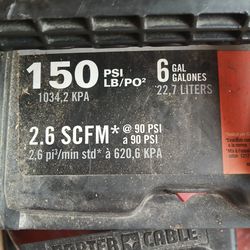 150 PSI LB/PO²
1034,2 KPA
6 GAL GALONES
22,7 LITERS
2.6 SCFM* @ 90 PSI a 90 PSI
2.6 pi³/min std* à 620,6 KPA
PORTER★CABLE